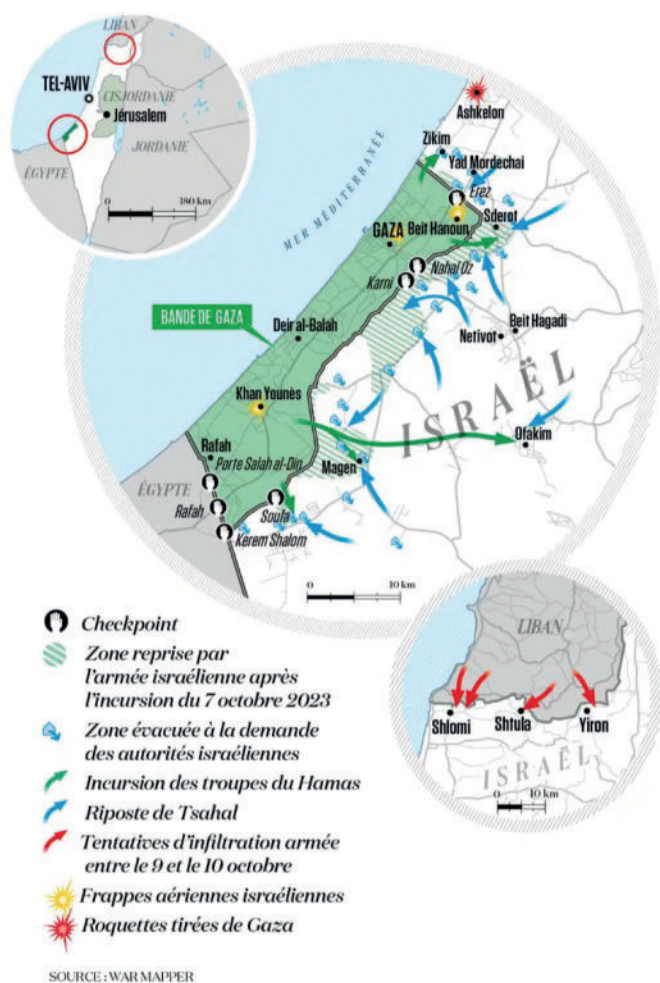 LIBAN
TEL-AVIV
CISJORDANIE
Jérusalem
JORDANIE
ÉGYPTE
0 180 km
MER MÉDITERRANÉE
Ashkelon
Zikim
Yad Mordechai
Erez
Sderot
GAZA
Beit Hanoun
Nahal Oz
Karni
BANDE DE GAZA
Deir al-Balah
Netivot
Beit Hagadi
ISRAËL
Khan Younès
Ofakim
Rafah
Porte Salah al-Din
Magen
ÉGYPTE
Rafah
Soufa
Kerem Shalom
0 10 km
LIBAN
Shlomi
Shtula
Yiron
ISRAËL
0 10 km
Checkpoint
Zone reprise par
l'armée israélienne après
l'incursion du 7 octobre 2023
Zone évacuée à la demande
des autorités israéliennes
Incursion des troupes du Hamas
Riposte de Tsahal
Tentatives d'infiltration armée
entre le 9 et le 10 octobre
Frappes aériennes israéliennes
Roquettes tirées de Gaza
SOURCE : WAR MAPPER